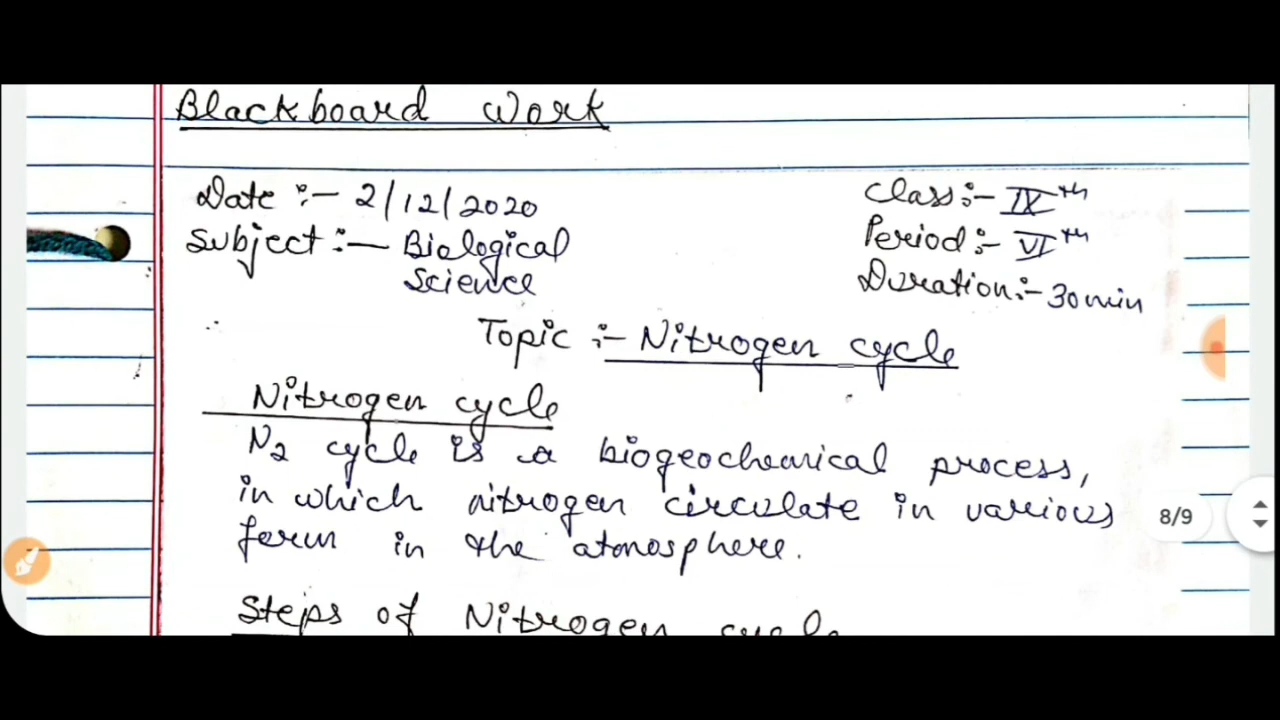 Blackboard Work
Date :- 2/12/2020
Class :- IXth
Subject :- Biological
Science
Period :- VIth
Duration :- 30 min
Topic :- Nitrogen cycle
Nitrogen cycle
N2 cycle is a biogeochemical process,
in which nitrogen circulate in various
form in the atomosphere.
8/9
Steps of Nitrogen cycle